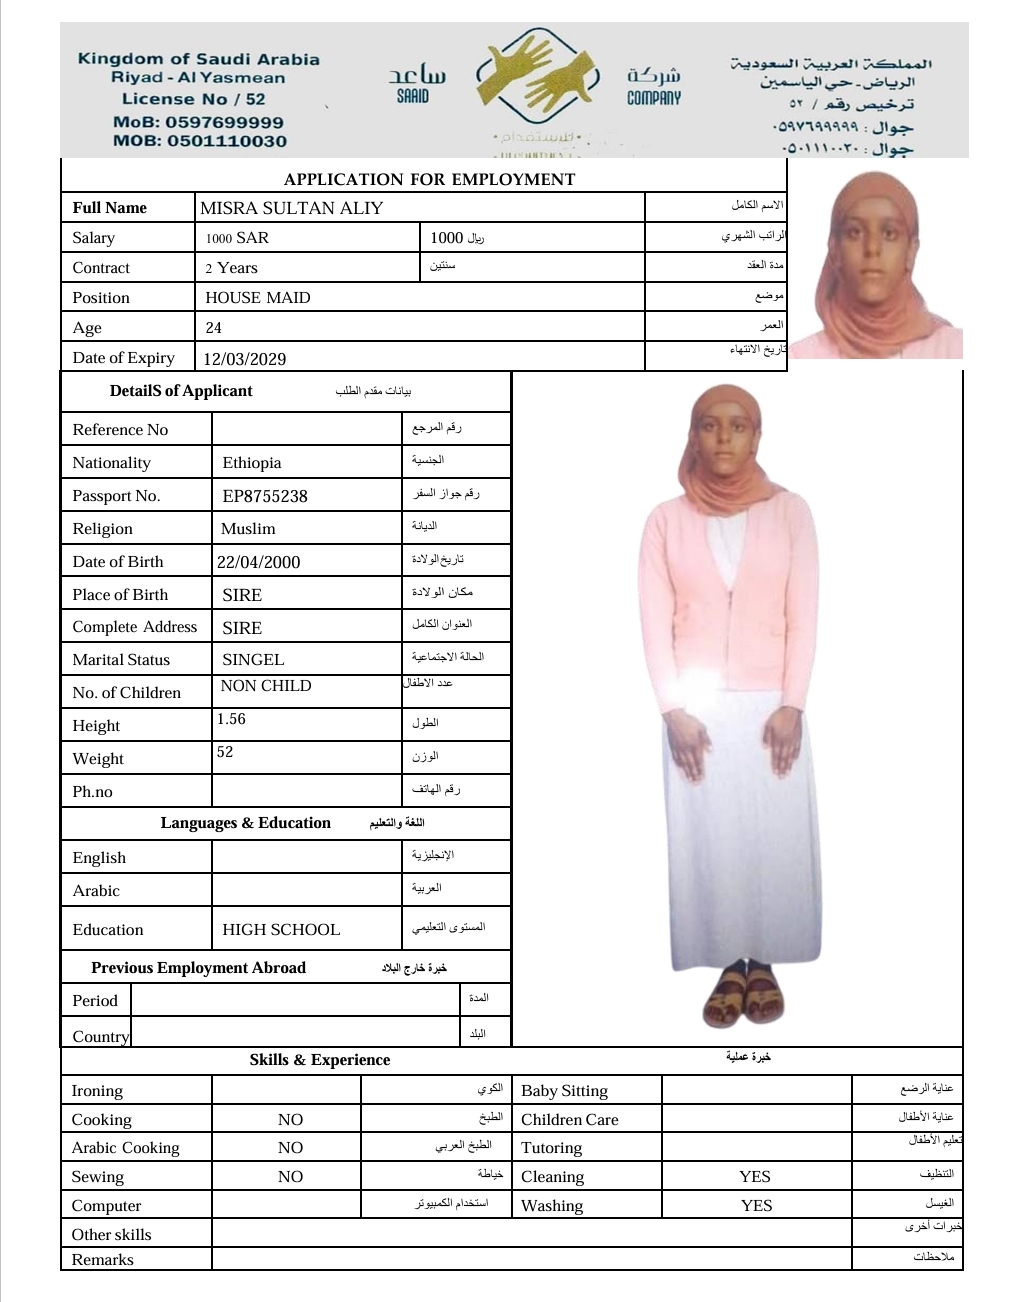 Kingdom of Saudi Arabia
Riyad - Al Yasmean
License No / 52
MoB: 0597699999
MOB: 0501110030
ساعد
SAAID
شركة
COMPANY
للاستقدام
المملكة العربية السعودية
الرياض - حي الياسمين
ترخيص رقم / ٥٢
جوال : ٠٥٩٧٦٩٩٩٩٩
جوال : ٠٥٠١١١٠٠٣٠
APPLICATION FOR EMPLOYMENT
Full Name MISRA SULTAN ALIY الاسم الكامل
Salary 1000 SAR 1000 ريال الراتب الشهري
Contract 2 Years سنتين مدة العقد
Position HOUSE MAID موضع
Age 24 العمر
Date of Expiry 12/03/2029 تاريخ الانتهاء
DetailS of Applicant بيانات مقدم الطلب
Reference No رقم المرجع
Nationality Ethiopia الجنسية
Passport No. EP8755238 رقم جواز السفر
Religion Muslim الديانة
Date of Birth 22/04/2000 تاريخ الولادة
Place of Birth SIRE مكان الولادة
Complete Address SIRE العنوان الكامل
Marital Status SINGEL الحالة الاجتماعية
No. of Children NON CHILD عدد الاطفال
Height 1.56 الطول
Weight 52 الوزن
Ph.no رقم الهاتف
Languages & Education اللغة والتعليم
English الإنجليزية
Arabic العربية
Education HIGH SCHOOL المستوى التعليمي
Previous Employment Abroad خبرة خارج البلاد
Period المدة
Country البلد
Skills & Experience خبرة عملية
Ironing الكوي Baby Sitting عناية الرضع
Cooking NO الطبخ Children Care عناية الأطفال
Arabic Cooking NO الطبخ العربي Tutoring تعليم الأطفال
Sewing NO خياطة Cleaning YES التنظيف
Computer استخدام الكمبيوتر Washing YES الغيسل
Other skills خبرات أخرى
Remarks ملاحظات